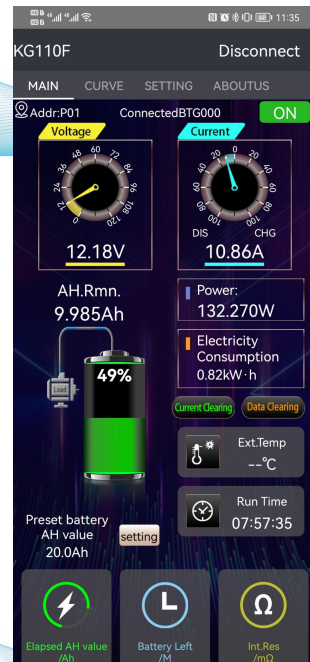 11:35
KG110F Disconnect
MAIN CURVE SETTING ABOUTUS
Addr:P01 ConnectedBTG000 ON
Voltage Current
0 12 24 36 48 60 72 84 96 108 120
100 80 60 40 20 0 20 40 60 80 100
DIS CHG
12.18V 10.86A
AH.Rmn.
9.985Ah
Power:
132.270W
Electricity
Consumption
0.82kW·h
Load
49%
Current Clearing Data Clearing
Ext.Temp
--°C
Run Time
07:57:35
Preset battery
AH value
20.0Ah
setting
Elapsed AH value
/Ah
Battery Left
/M
Int.Res
/mΩ